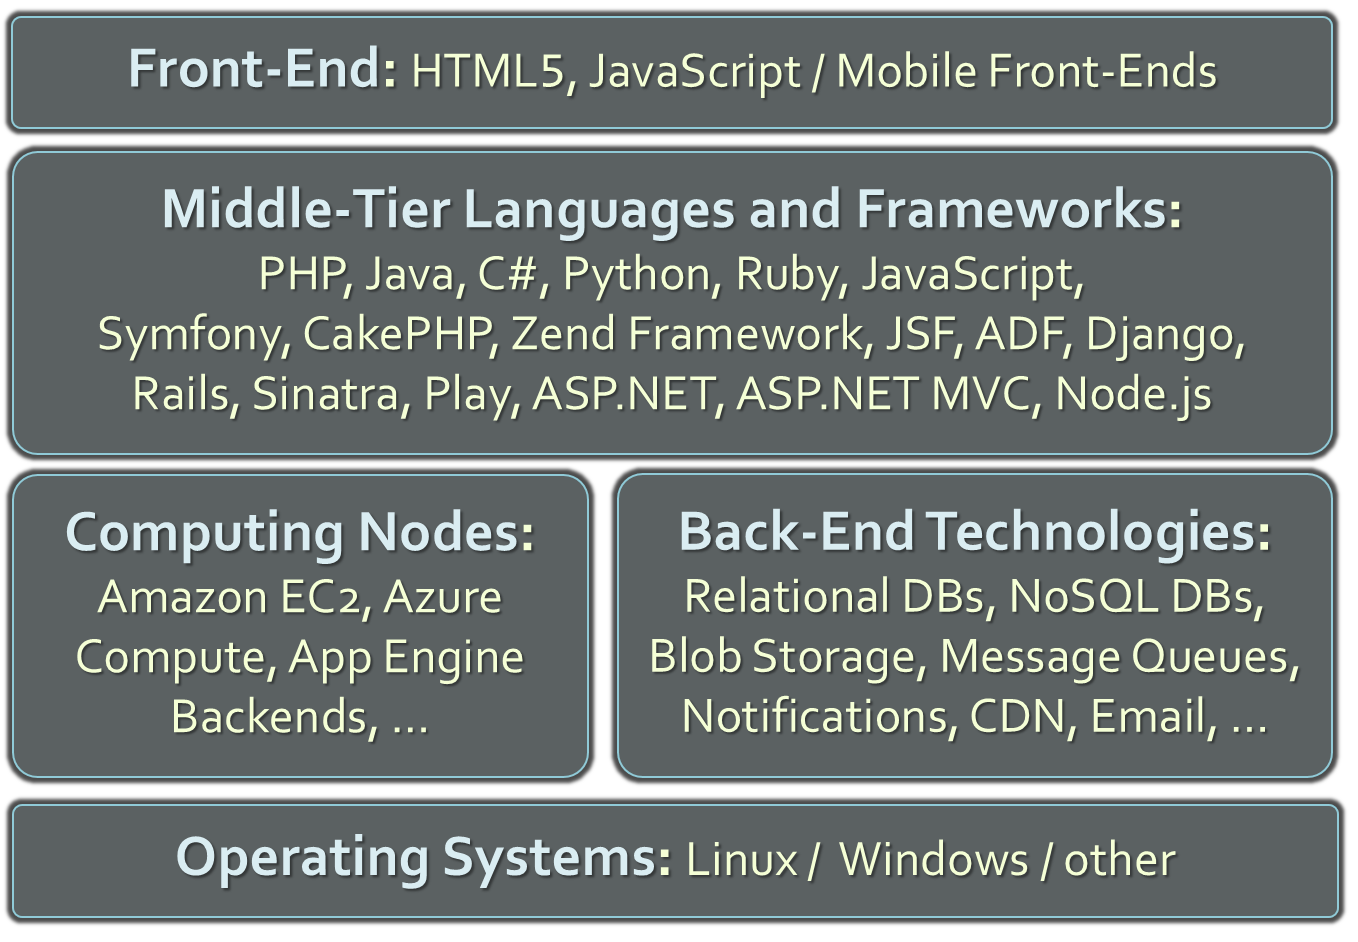 Front-End: HTML5, JavaScript / Mobile Front-Ends
Middle-Tier Languages and Frameworks:
PHP, Java, C#, Python, Ruby, JavaScript,
Symfony, CakePHP, Zend Framework, JSF, ADF, Django,
Rails, Sinatra, Play, ASP.NET, ASP.NET MVC, Node.js
Computing Nodes:
Amazon EC2, Azure
Compute, App Engine
Backends, ...
Back-End Technologies:
Relational DBs, NoSQL DBs,
Blob Storage, Message Queues,
Notifications, CDN, Email, ...
Operating Systems: Linux / Windows / other